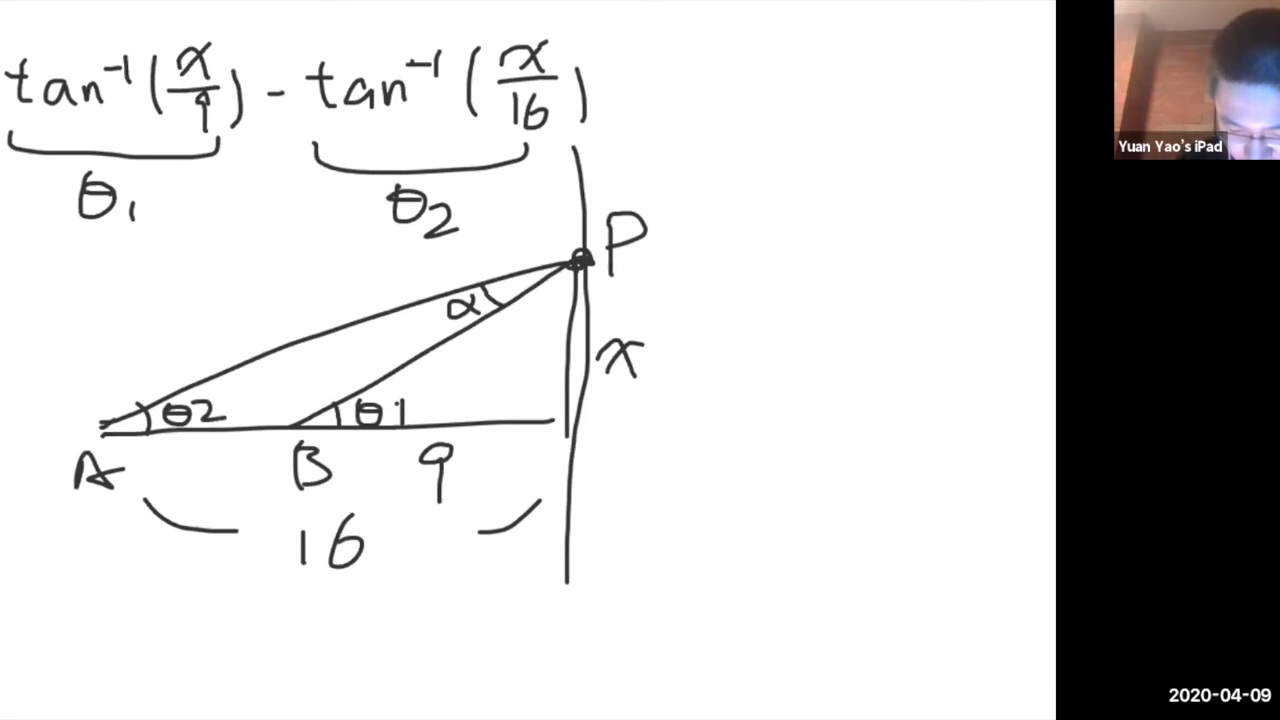 tan⁻¹(x/9) - tan⁻¹(x/16)
θ₁ θ₂
P
α
x
θ2 θ1
A B 9
16
Yuan Yao's iPad
2020-04-09